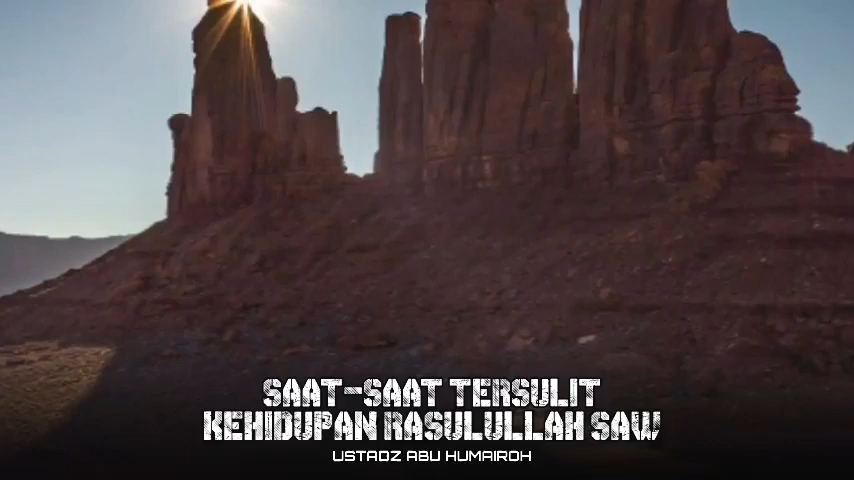 SAAT-SAAT TERSULIT
KEHIDUPAN RASULULLAH SAW
USTADZ ABU HUMAIROH